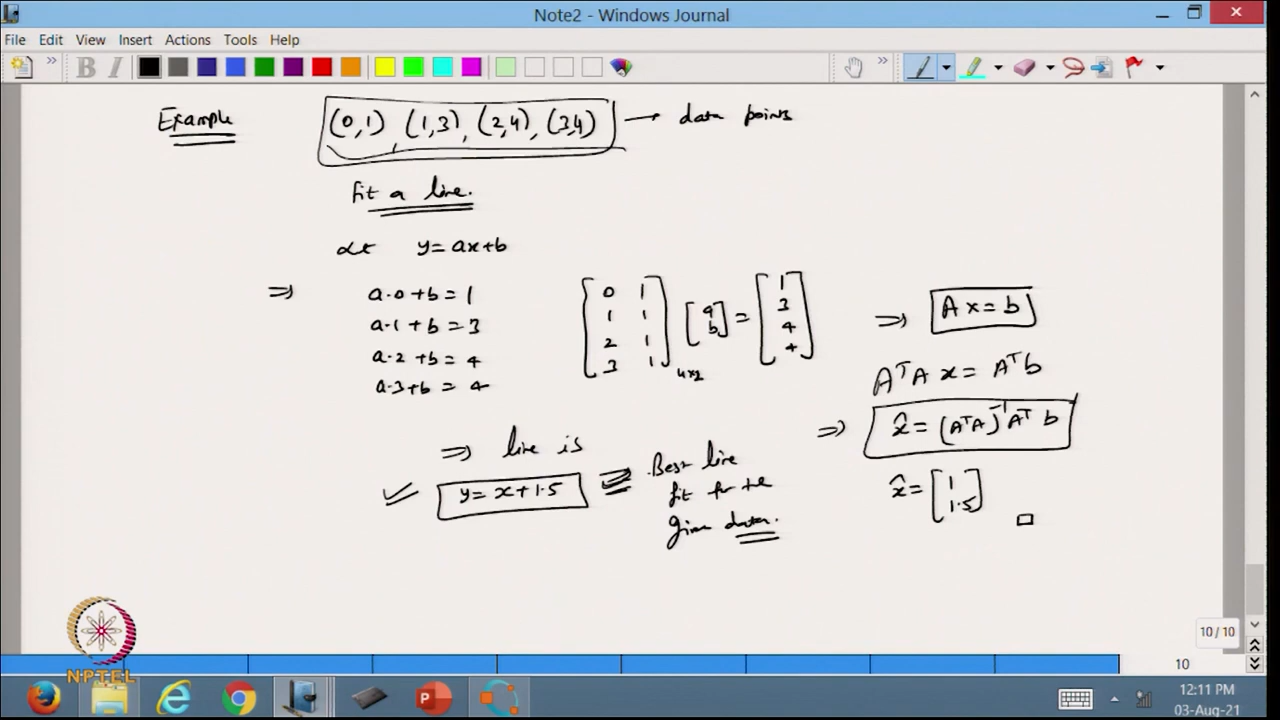 Note2 - Windows Journal
File Edit View Insert Actions Tools Help
Example (0,1) (1,3), (2,4), (3,4) → data points
fit a line.
Let y= ax+b
⇒ a·0+b=1
a·1+b=3
a·2+b=4
a·3+b=4
[0 1
1 1
2 1
3 1]4x2 [a
b] = [1
3
4
4]
⇒ Ax=b
AᵀA x = Aᵀb
⇒ x̂ = (AᵀA)⁻¹Aᵀ b
x̂ = [1
1.5]
⇒ line is
y= x+1.5
Best line
fit for the
given data.
10 / 10
10
NPTEL
12:11 PM
03-Aug-21